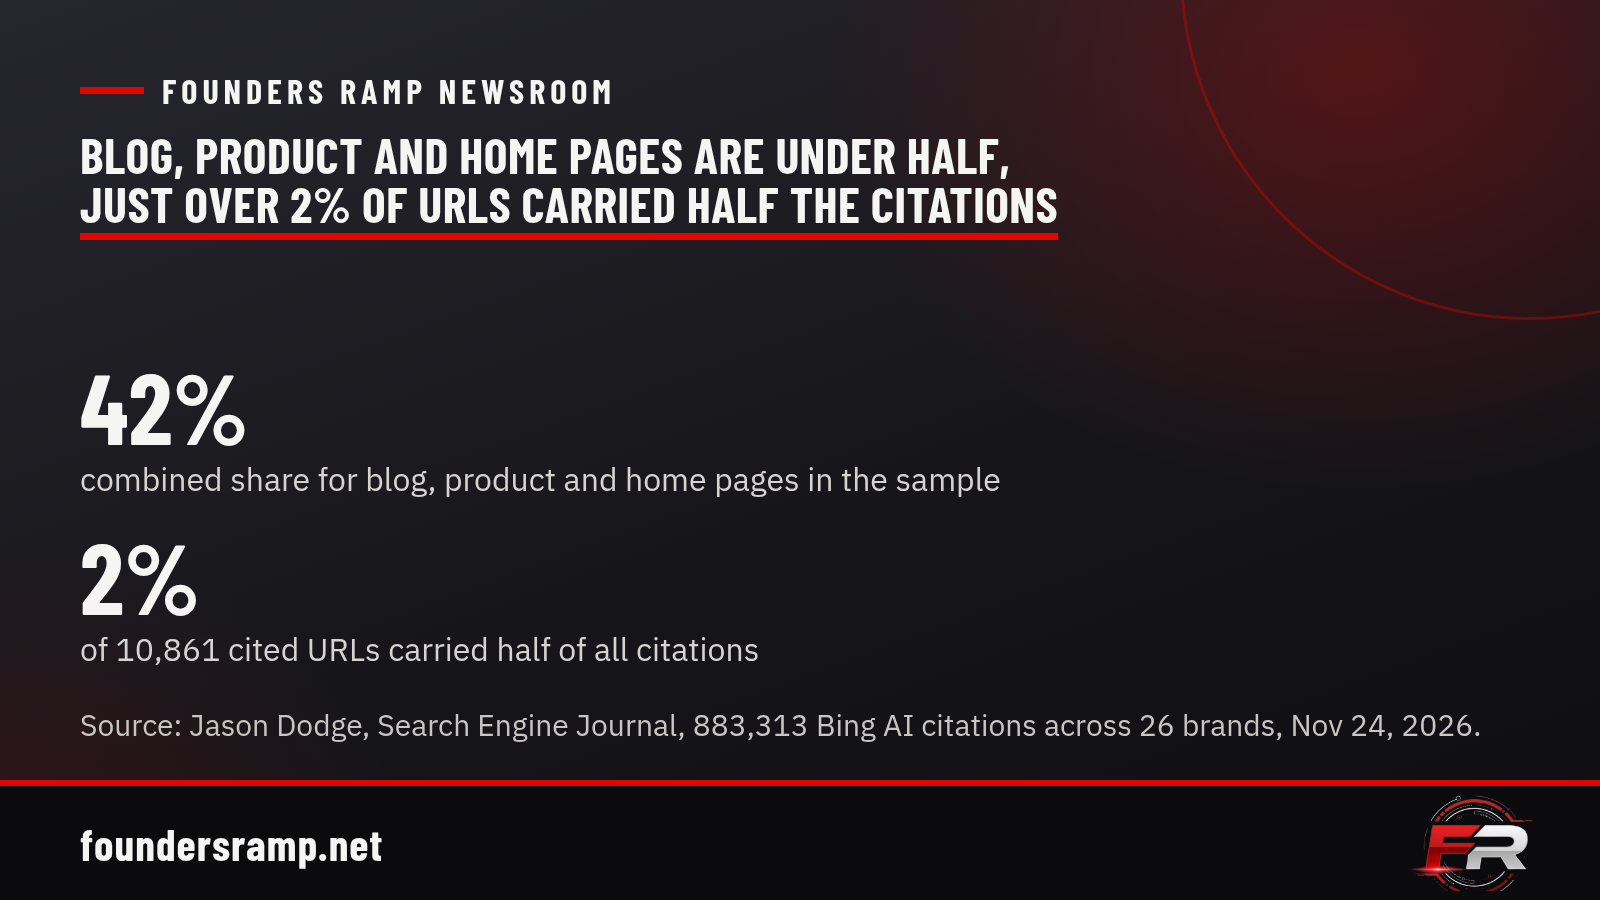 FOUNDERS RAMP NEWSROOM
BLOG, PRODUCT AND HOME PAGES ARE UNDER HALF,
JUST OVER 2% OF URLS CARRIED HALF THE CITATIONS
42%
combined share for blog, product and home pages in the sample
2%
of 10,861 cited URLs carried half of all citations
Source: Jason Dodge, Search Engine Journal, 883,313 Bing AI citations across 26 brands, Nov 24, 2026.
foundersramp.net
FR